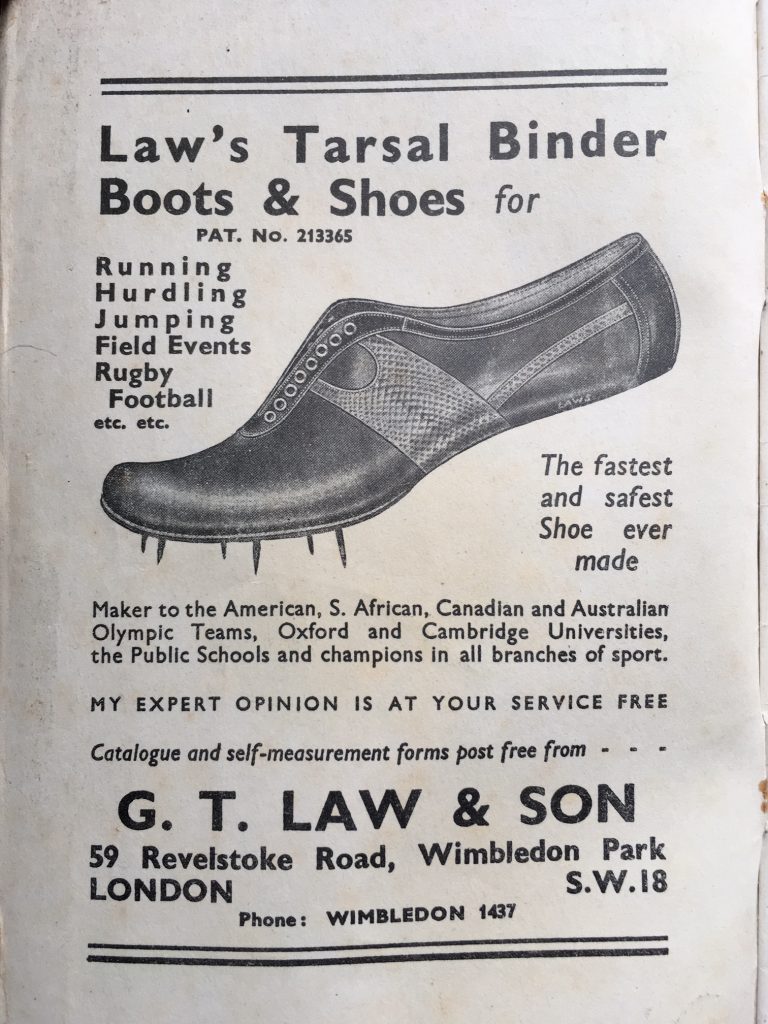 Law's Tarsal Binder
Boots & Shoes for
PAT. No. 213365
Running
Hurdling
Jumping
Field Events
Rugby
Football
etc. etc.
LAWS
The fastest
and safest
Shoe ever
made
Maker to the American, S. African, Canadian and Australian
Olympic Teams, Oxford and Cambridge Universities,
the Public Schools and champions in all branches of sport.
MY EXPERT OPINION IS AT YOUR SERVICE FREE
Catalogue and self-measurement forms post free from - - -
G. T. LAW & SON
59 Revelstoke Road, Wimbledon Park
LONDON S.W.18
Phone: WIMBLEDON 1437